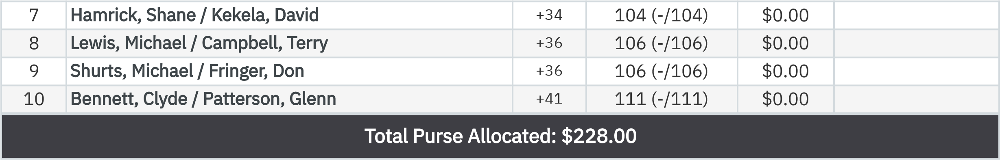 7 Hamrick, Shane / Kekela, David +34 104 (-/104) $0.00
8 Lewis, Michael / Campbell, Terry +36 106 (-/106) $0.00
9 Shurts, Michael / Fringer, Don +36 106 (-/106) $0.00
10 Bennett, Clyde / Patterson, Glenn +41 111 (-/111) $0.00
Total Purse Allocated: $228.00